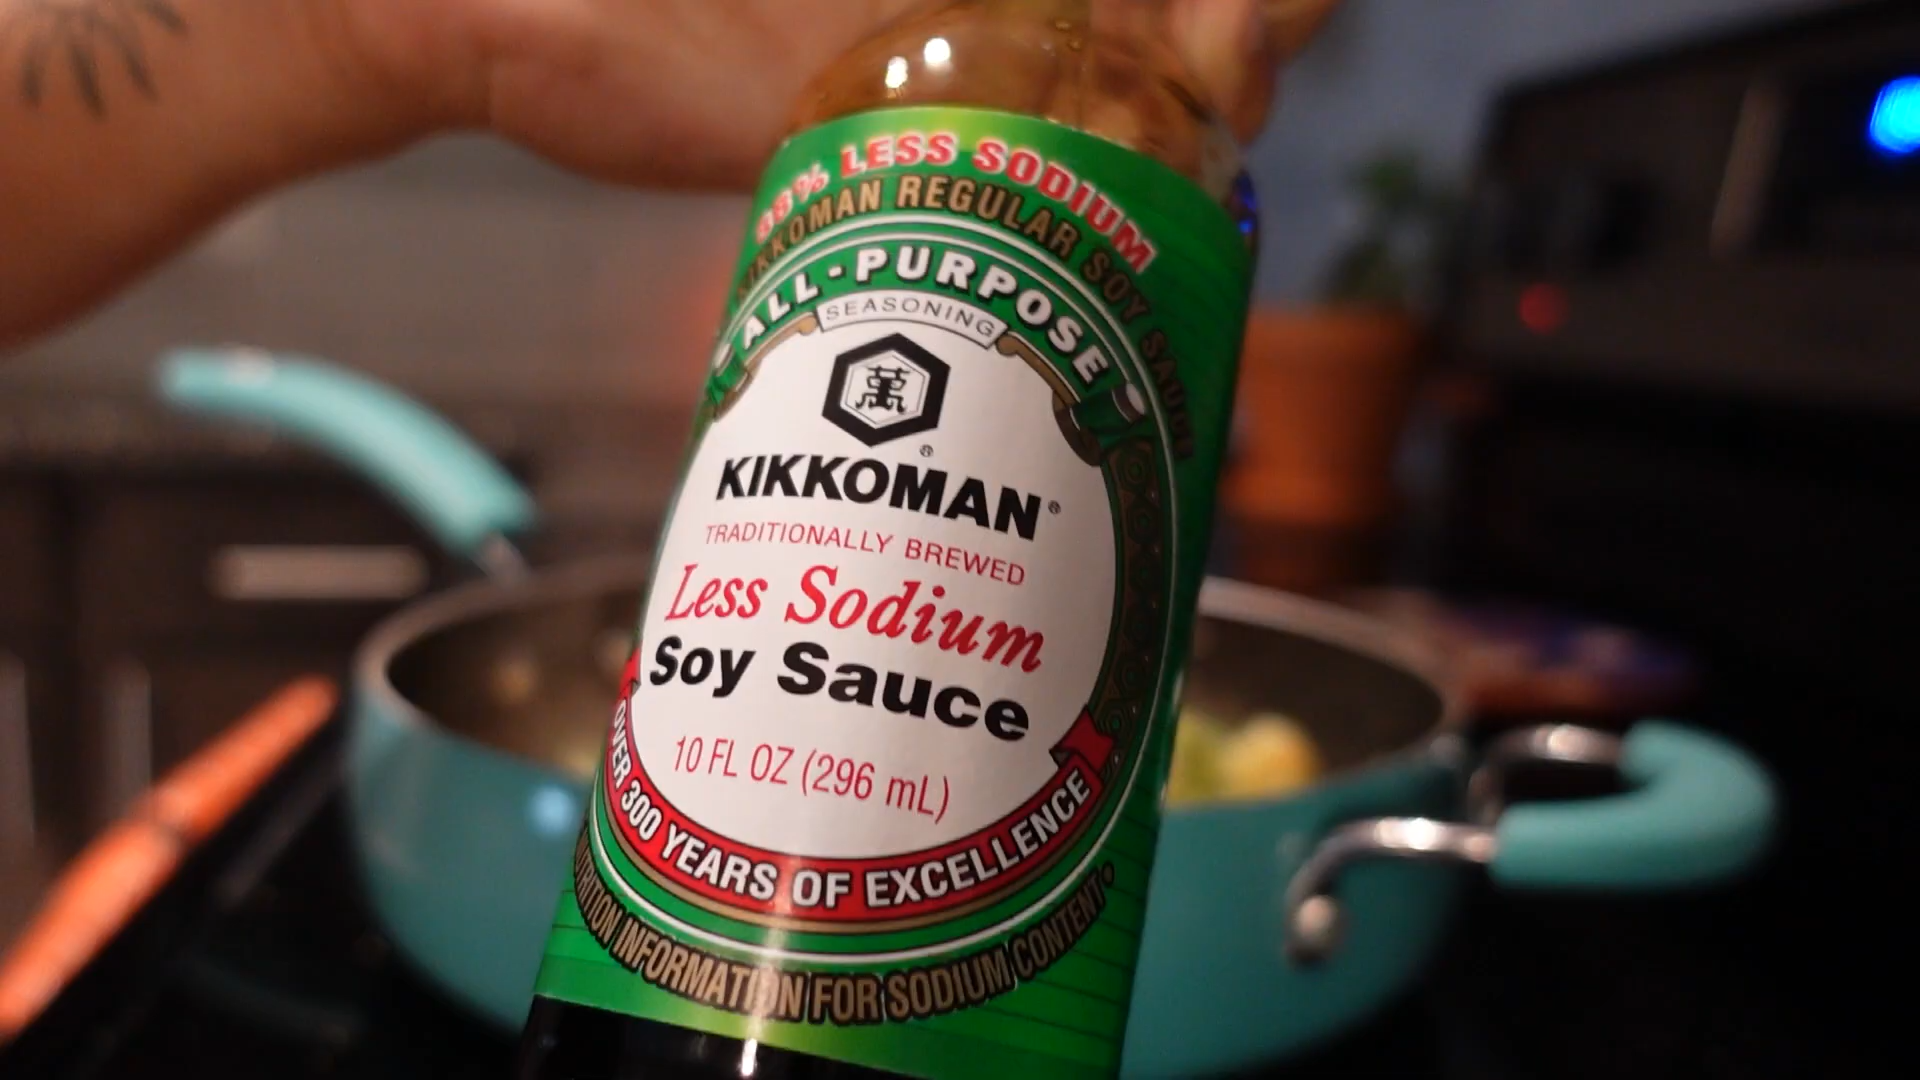 % LESS SODIUM
KIKKOMAN REGULAR SOY SAUCE
ALL-PURPOSE
SEASONING
萬
KIKKOMAN®
TRADITIONALLY BREWED
Less Sodium
Soy Sauce
10 FL OZ (296 mL)
OVER 300 YEARS OF EXCELLENCE
INFORMATION FOR SODIUM CONTENT•